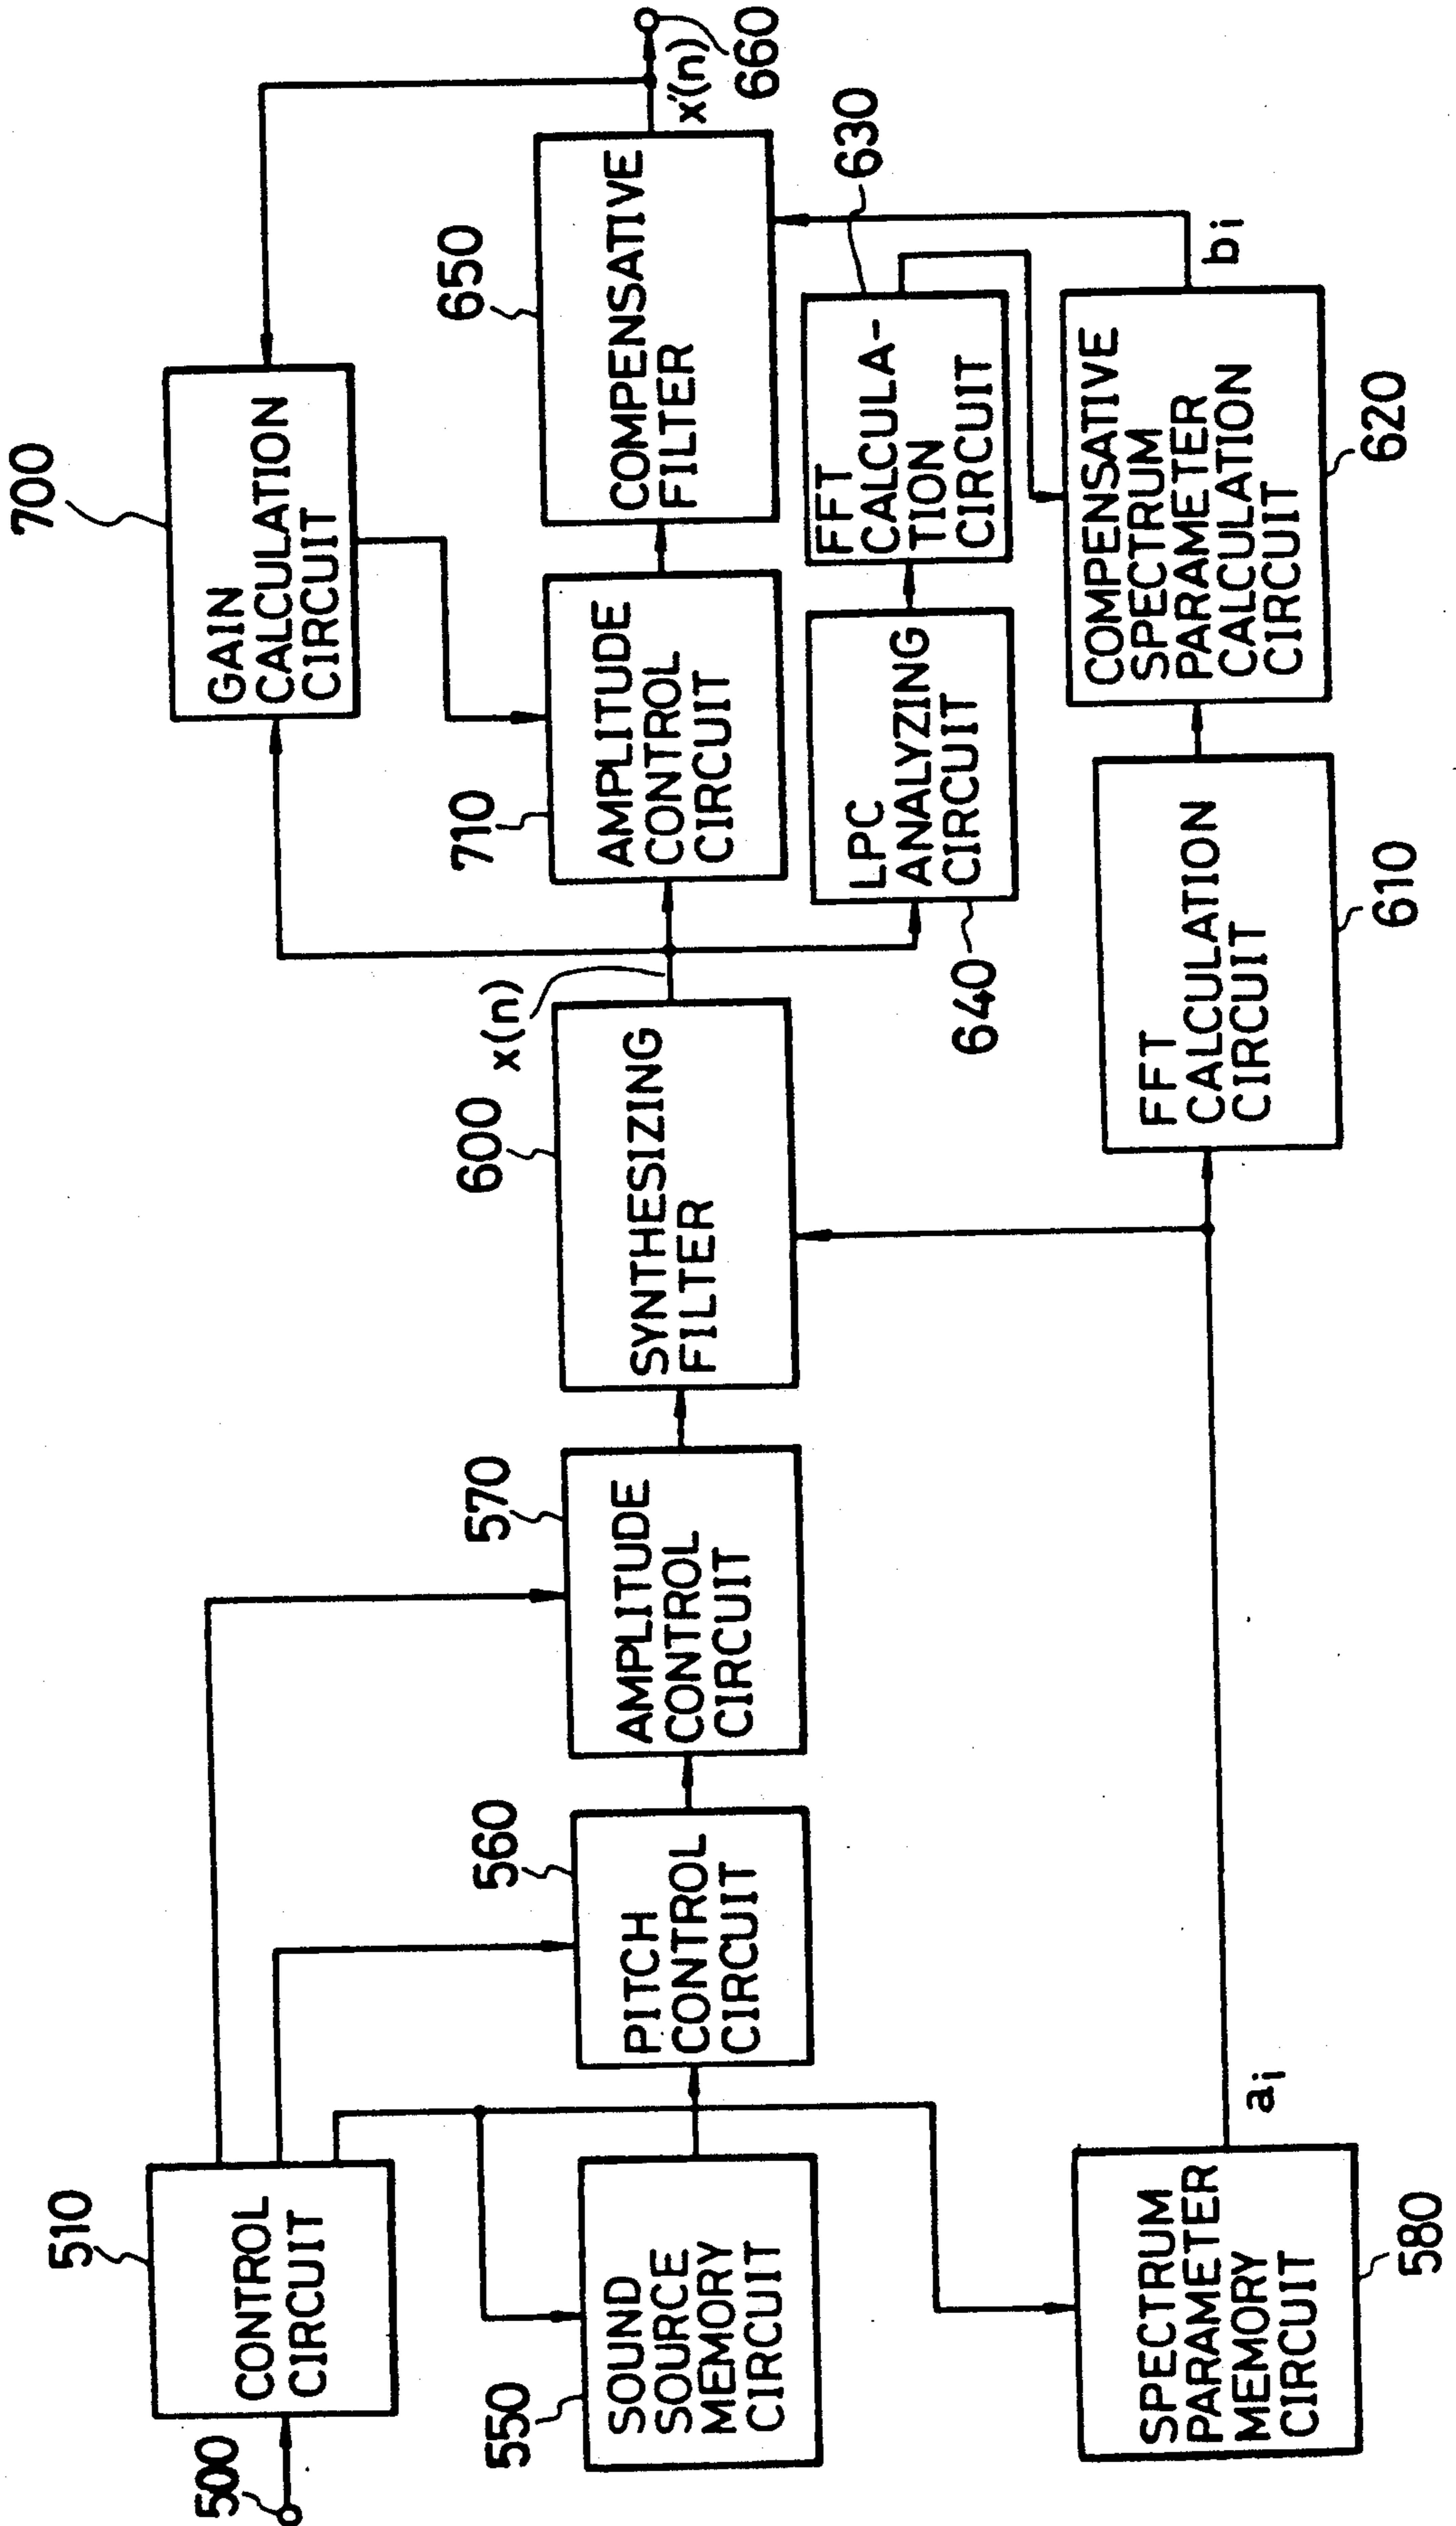 500
510
CONTROL
CIRCUIT
550
SOUND
SOURCE
MEMORY
CIRCUIT
580
SPECTRUM
PARAMETER
MEMORY
CIRCUIT
ai
560
PITCH
CONTROL
CIRCUIT
570
AMPLITUDE
CONTROL
CIRCUIT
600
SYNTHESIZING
FILTER
x(n)
610
FFT
CALCULATION
CIRCUIT
700
GAIN
CALCULATION
CIRCUIT
710
AMPLITUDE
CONTROL
CIRCUIT
640
LPC
ANALYZING
CIRCUIT
630
FFT
CALCULA-
TION
CIRCUIT
620
COMPENSATIVE
SPECTRUM
PARAMETER
CALCULATION
CIRCUIT
bi
650
COMPENSATIVE
FILTER
x'(n)
660